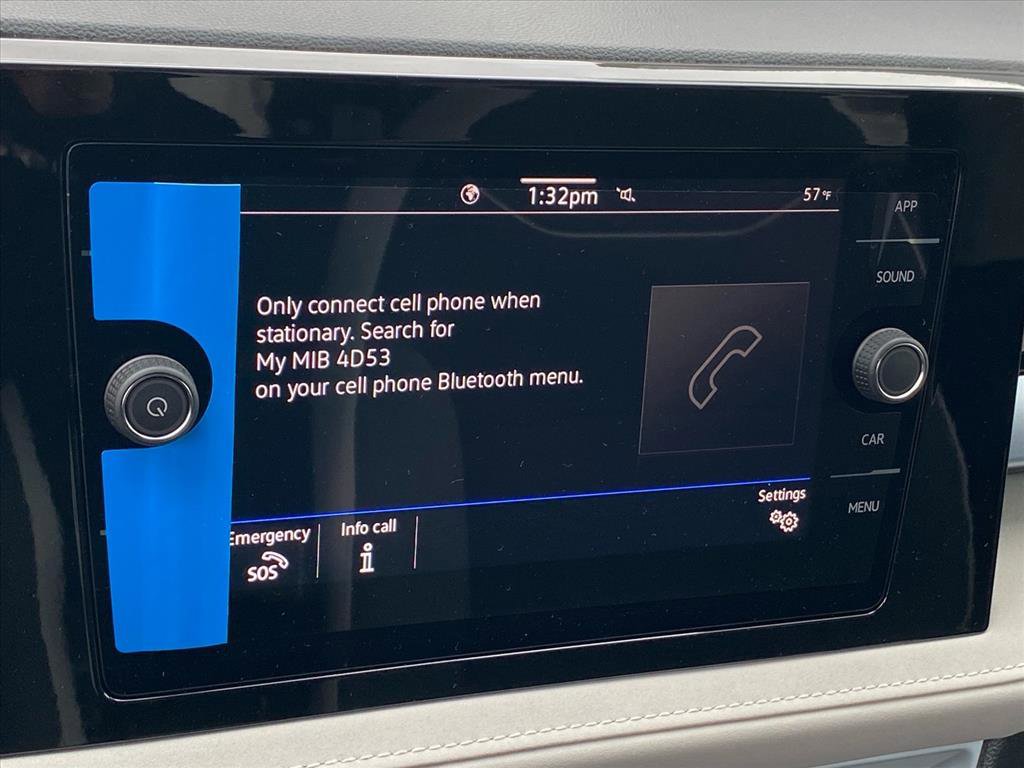 1:32pm
57°F
APP
SOUND
Only connect cell phone when
stationary. Search for
My MIB 4D53
on your cell phone Bluetooth menu.
CAR
MENU
Settings
Emergency
SOS
Info call
i